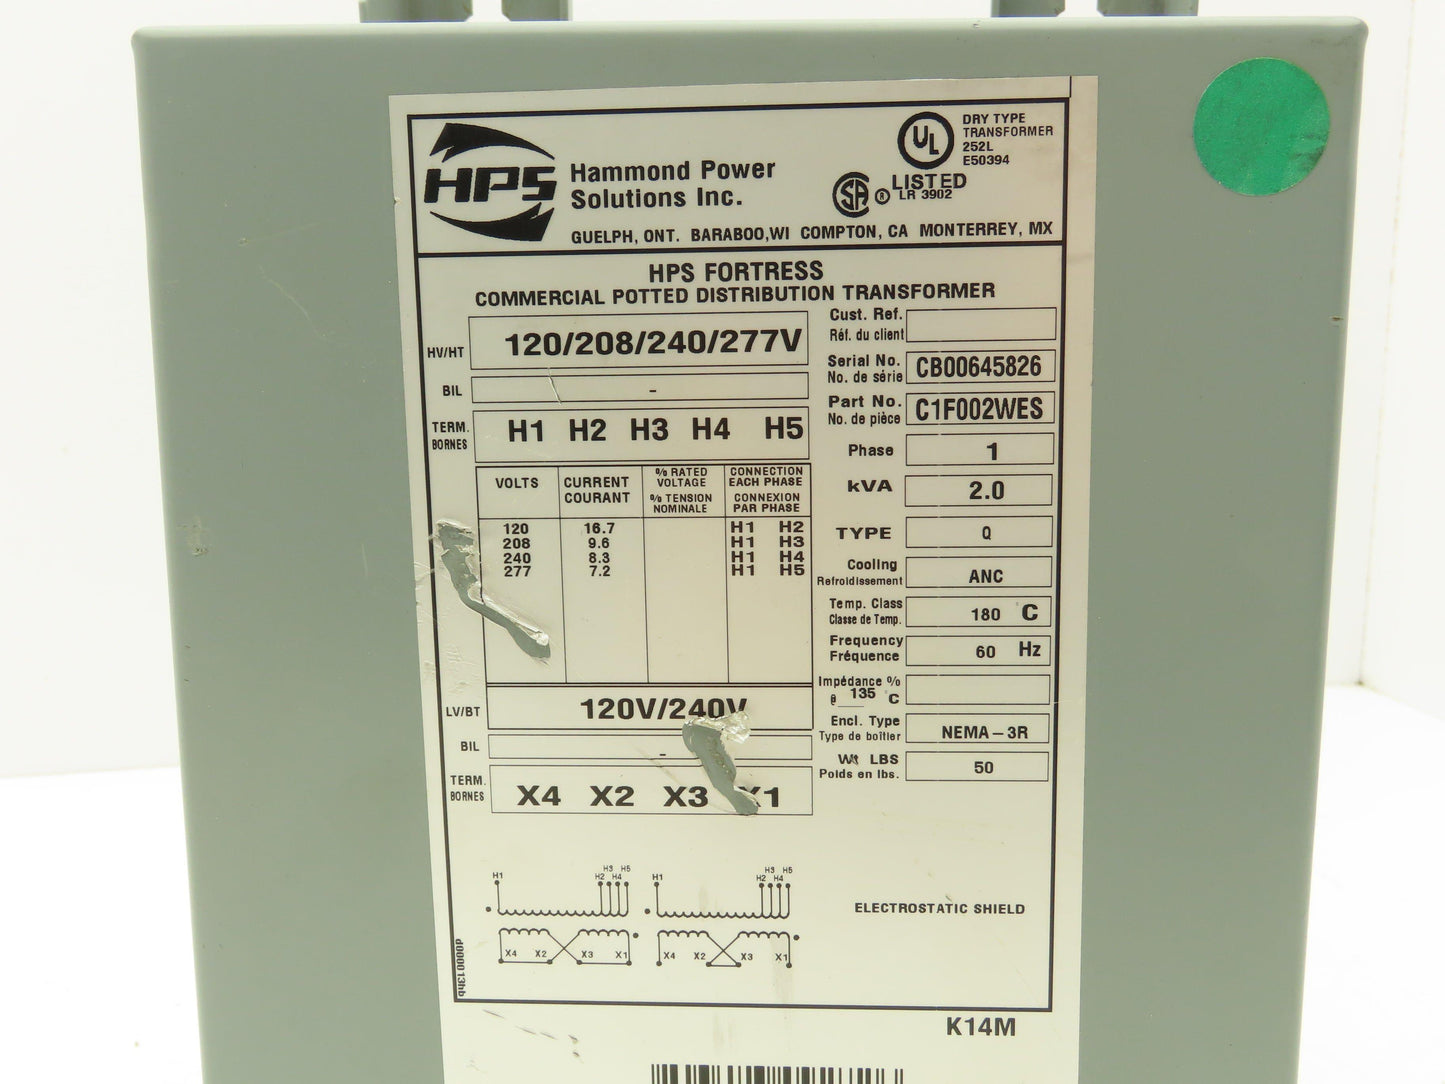 HPS
Hammond Power
Solutions Inc.
UL
DRY TYPE
TRANSFORMER
252L
E50394
SA ® LISTED
LR 3902
GUELPH, ONT. BARABOO,WI COMPTON, CA MONTERREY, MX
HPS FORTRESS
COMMERCIAL POTTED DISTRIBUTION TRANSFORMER
HV/HT 120/208/240/277V
BIL -
TERM. BORNES H1 H2 H3 H4 H5
VOLTS
CURRENT COURANT
% RATED VOLTAGE
% TENSION NOMINALE
CONNECTION EACH PHASE
CONNEXION PAR PHASE
120 16.7 H1 H2
208 9.6 H1 H3
240 8.3 H1 H4
277 7.2 H1 H5
LV/BT 120V/240V
BIL -
TERM. BORNES X4 X2 X3 X1
Cust. Ref.
Réf. du client
Serial No.
No. de série CB00645826
Part No.
No. de pièce C1F002WES
Phase 1
kVA 2.0
TYPE Q
Cooling
Refroidissement ANC
Temp. Class
Classe de Temp. 180 °C
Frequency
Fréquence 60 Hz
Impédance %
@ 135 °C
Encl. Type
Type de boîtier NEMA-3R
Wt LBS
Poids en lbs. 50
H1 H2 H3 H4 H5
X4 X2 X3 X1
H1 H2 H3 H4 H5
X4 X2 X3 X1
ELECTROSTATIC SHIELD
d000013hb
K14M